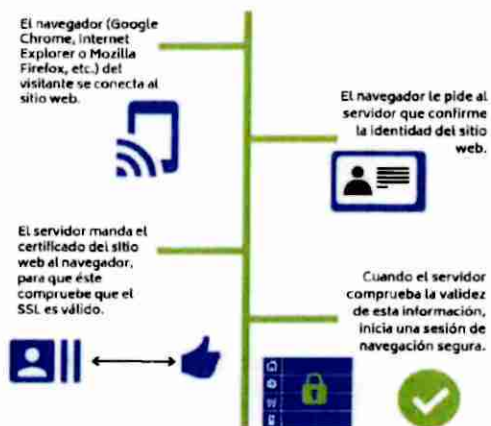 El navegador (Google
Chrome, Internet
Explorer o Mozilla
Firefox, etc.) del
visitante se conecta al
sitio web.
El navegador le pide al
servidor que confirme
la identidad del sitio
web.
El servidor manda el
certificado del sitio
web al navegador,
para que éste
compruebe que el
SSL es válido.
Cuando el servidor
comprueba la validez
de esta información,
inicia una sesión de
navegación segura.